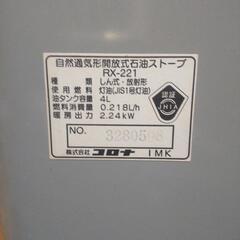 自然通気形開放式石油ストーブ
RX-221
種類 しん式・放射形
使用燃料 灯油(JIS1号灯油)
油タンク容量 4L
燃料消費量 0.218L/h
暖房出力 2.24kW
認証
JHIA
NO.
株式会社コロナ IMK